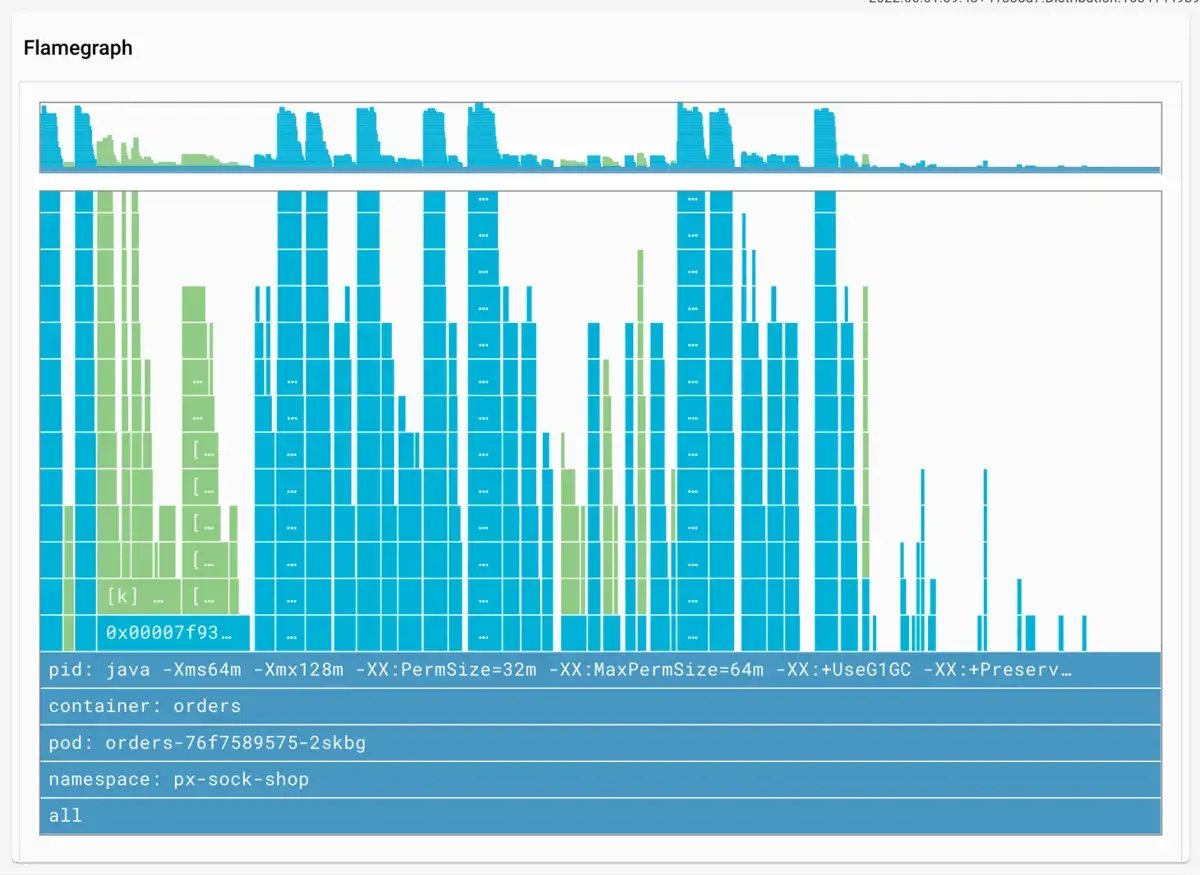 Flamegraph
...
...
...
...
...
... ...
... ...
[... ...
[... ...
[... ...
[... ...
[k] ... [...
0x00007f93...
pid: java -Xms64m -Xmx128m -XX:PermSize=32m -XX:MaxPermSize=64m -XX:+UseG1GC -XX:+Preserv...
container: orders
pod: orders-76f7589575-2skbg
namespace: px-sock-shop
all